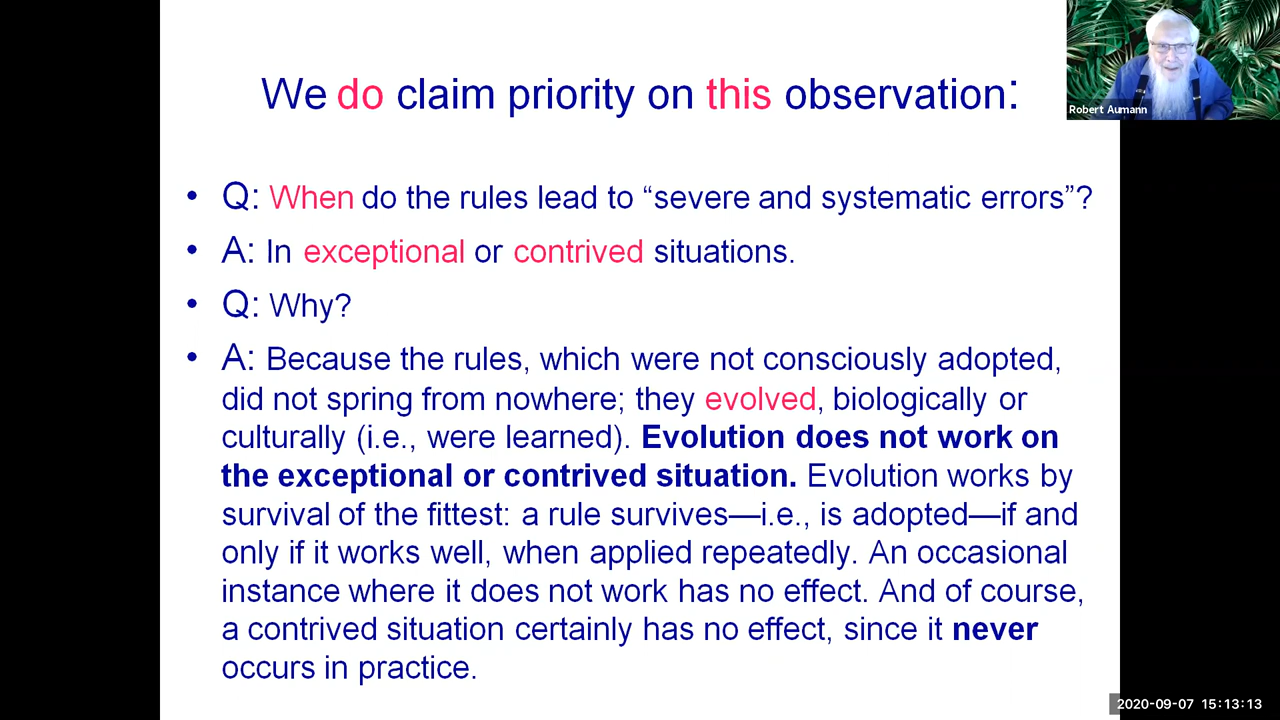 We do claim priority on this observation:
Robert Aumann
• Q: When do the rules lead to “severe and systematic errors”?
• A: In exceptional or contrived situations.
• Q: Why?
• A: Because the rules, which were not consciously adopted,
did not spring from nowhere; they evolved, biologically or
culturally (i.e., were learned). Evolution does not work on
the exceptional or contrived situation. Evolution works by
survival of the fittest: a rule survives—i.e., is adopted—if and
only if it works well, when applied repeatedly. An occasional
instance where it does not work has no effect. And of course,
a contrived situation certainly has no effect, since it never
occurs in practice.
2020-09-07 15:13:13